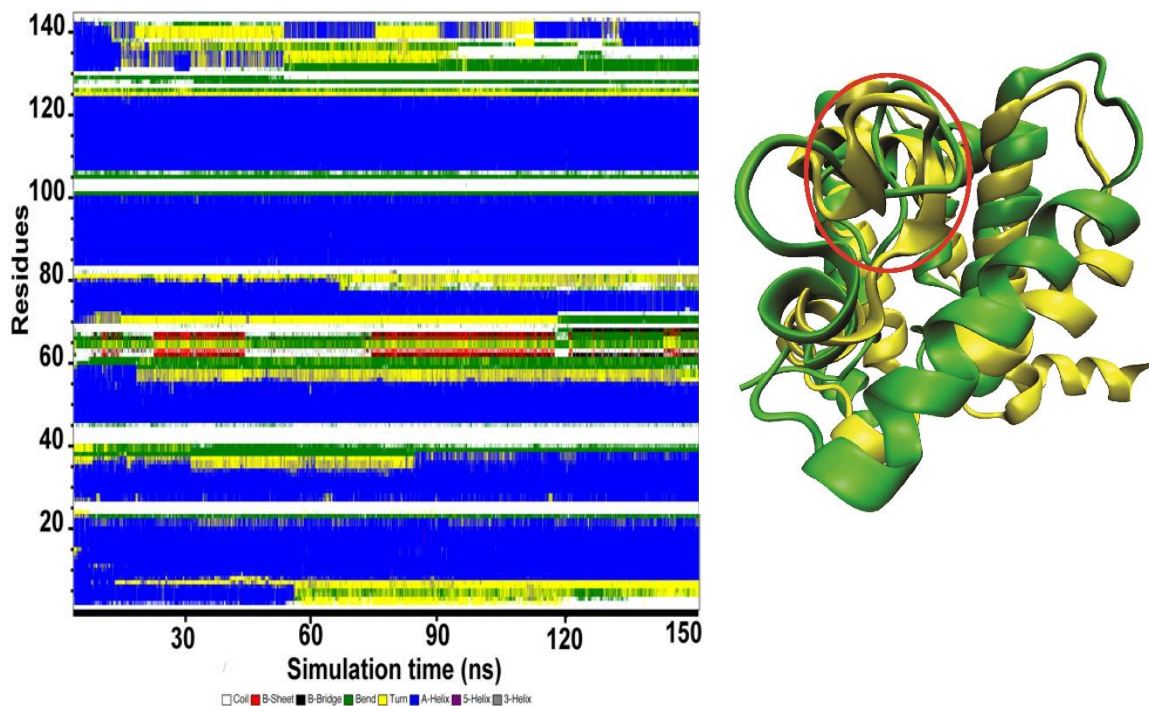 140
120
100
80
60
40
20
Residues
30 60 90 120 150
Simulation time (ns)
Coil B-Sheet B-Bridge Bend Turn A-Helix 5-Helix 3-Helix